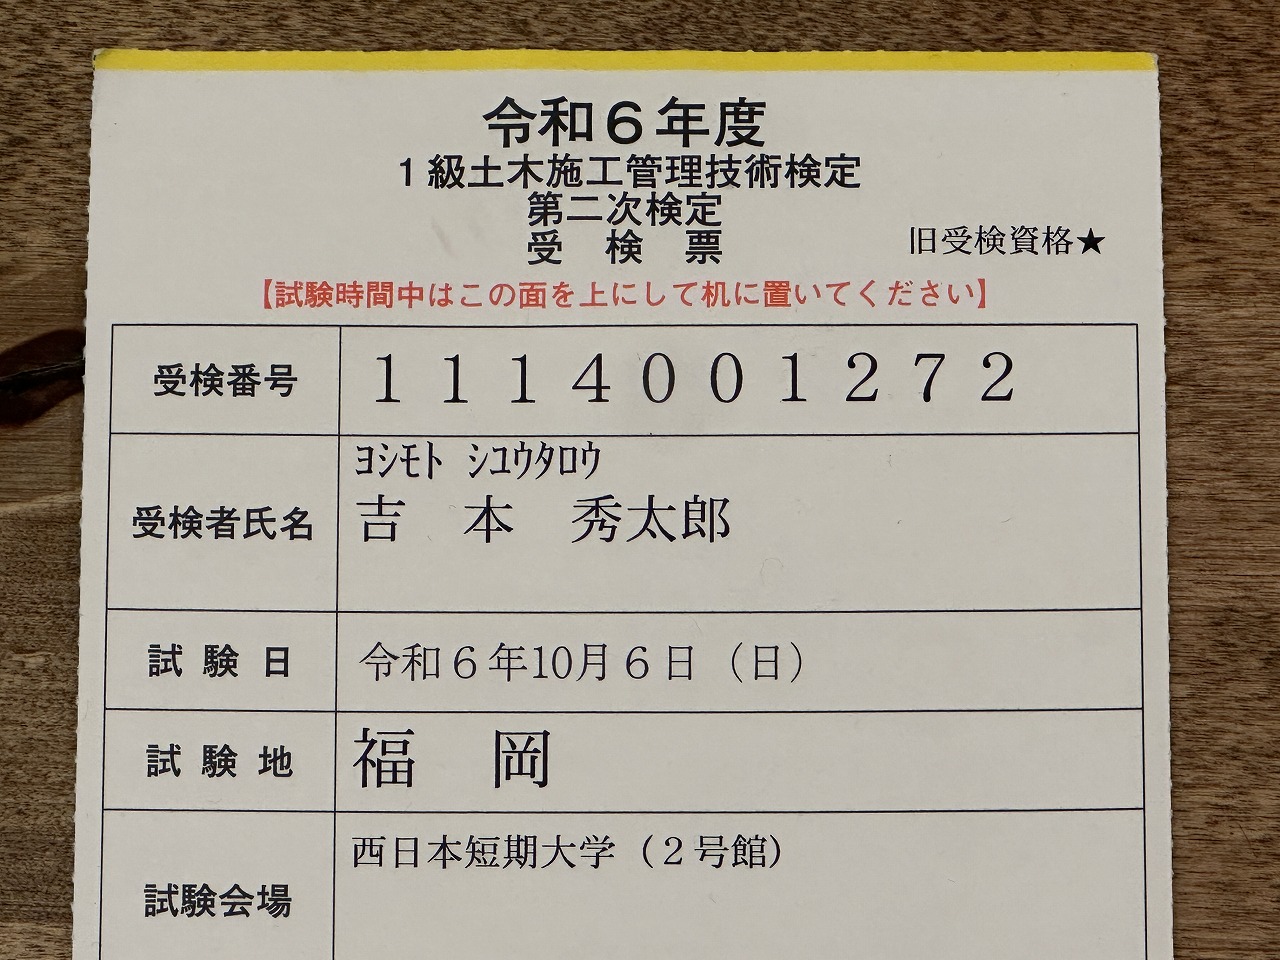 令和６年度
１級土木施工管理技術検定
第二次検定
受　検　票
旧受検資格★
【試験時間中はこの面を上にして机に置いてください】
受検番号　１１１４００１２７２
ﾖｼﾓﾄ ｼﾕｳﾀﾛｳ
受検者氏名　吉　本　秀太郎
試 験 日　令和６年10月６日（日）
試 験 地　福　岡
西日本短期大学（２号館）
試験会場